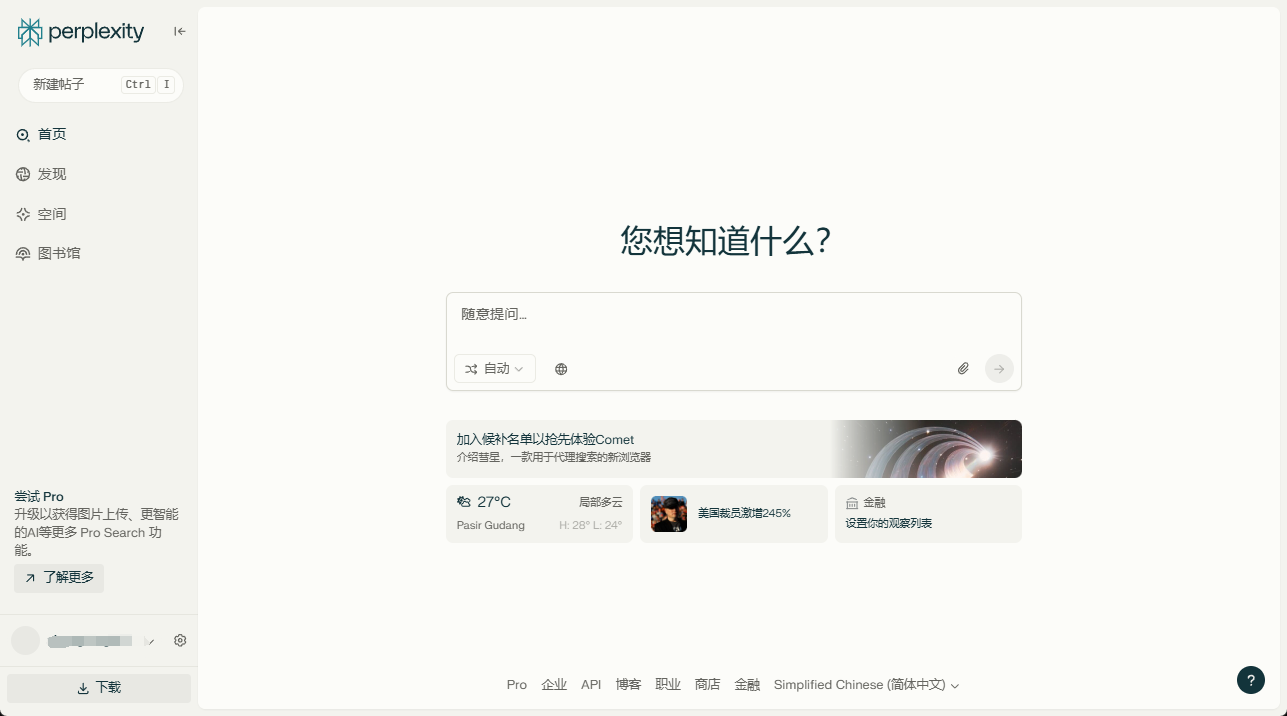 perplexity
新建帖子 Ctrl I
首页
发现
空间
图书馆
尝试 Pro
升级以获得图片上传、更智能
的AI等更多 Pro Search 功
能。
了解更多
下载
您想知道什么?
随意提问...
自动
加入候补名单以抢先体验Comet
介绍彗星，一款用于代理搜索的新浏览器
27°C 局部多云
Pasir Gudang H: 28° L: 24°
美国裁员激增245%
金融
设置你的观察列表
Pro 企业 API 博客 职业 商店 金融 Simplified Chinese (简体中文)
?